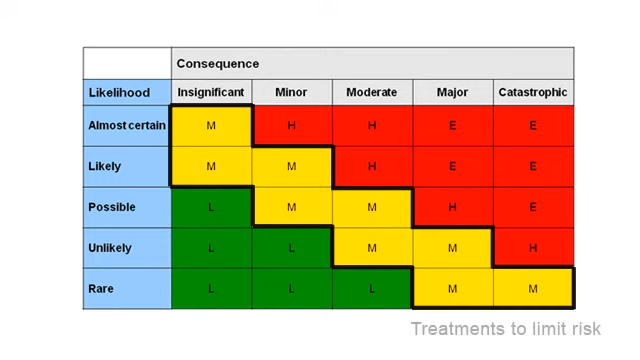 Consequence
Likelihood Insignificant Minor Moderate Major Catastrophic
Almost certain M H H E E
Likely M M H E E
Possible L M M H E
Unlikely L L M M H
Rare L L L M M
Treatments to limit risk